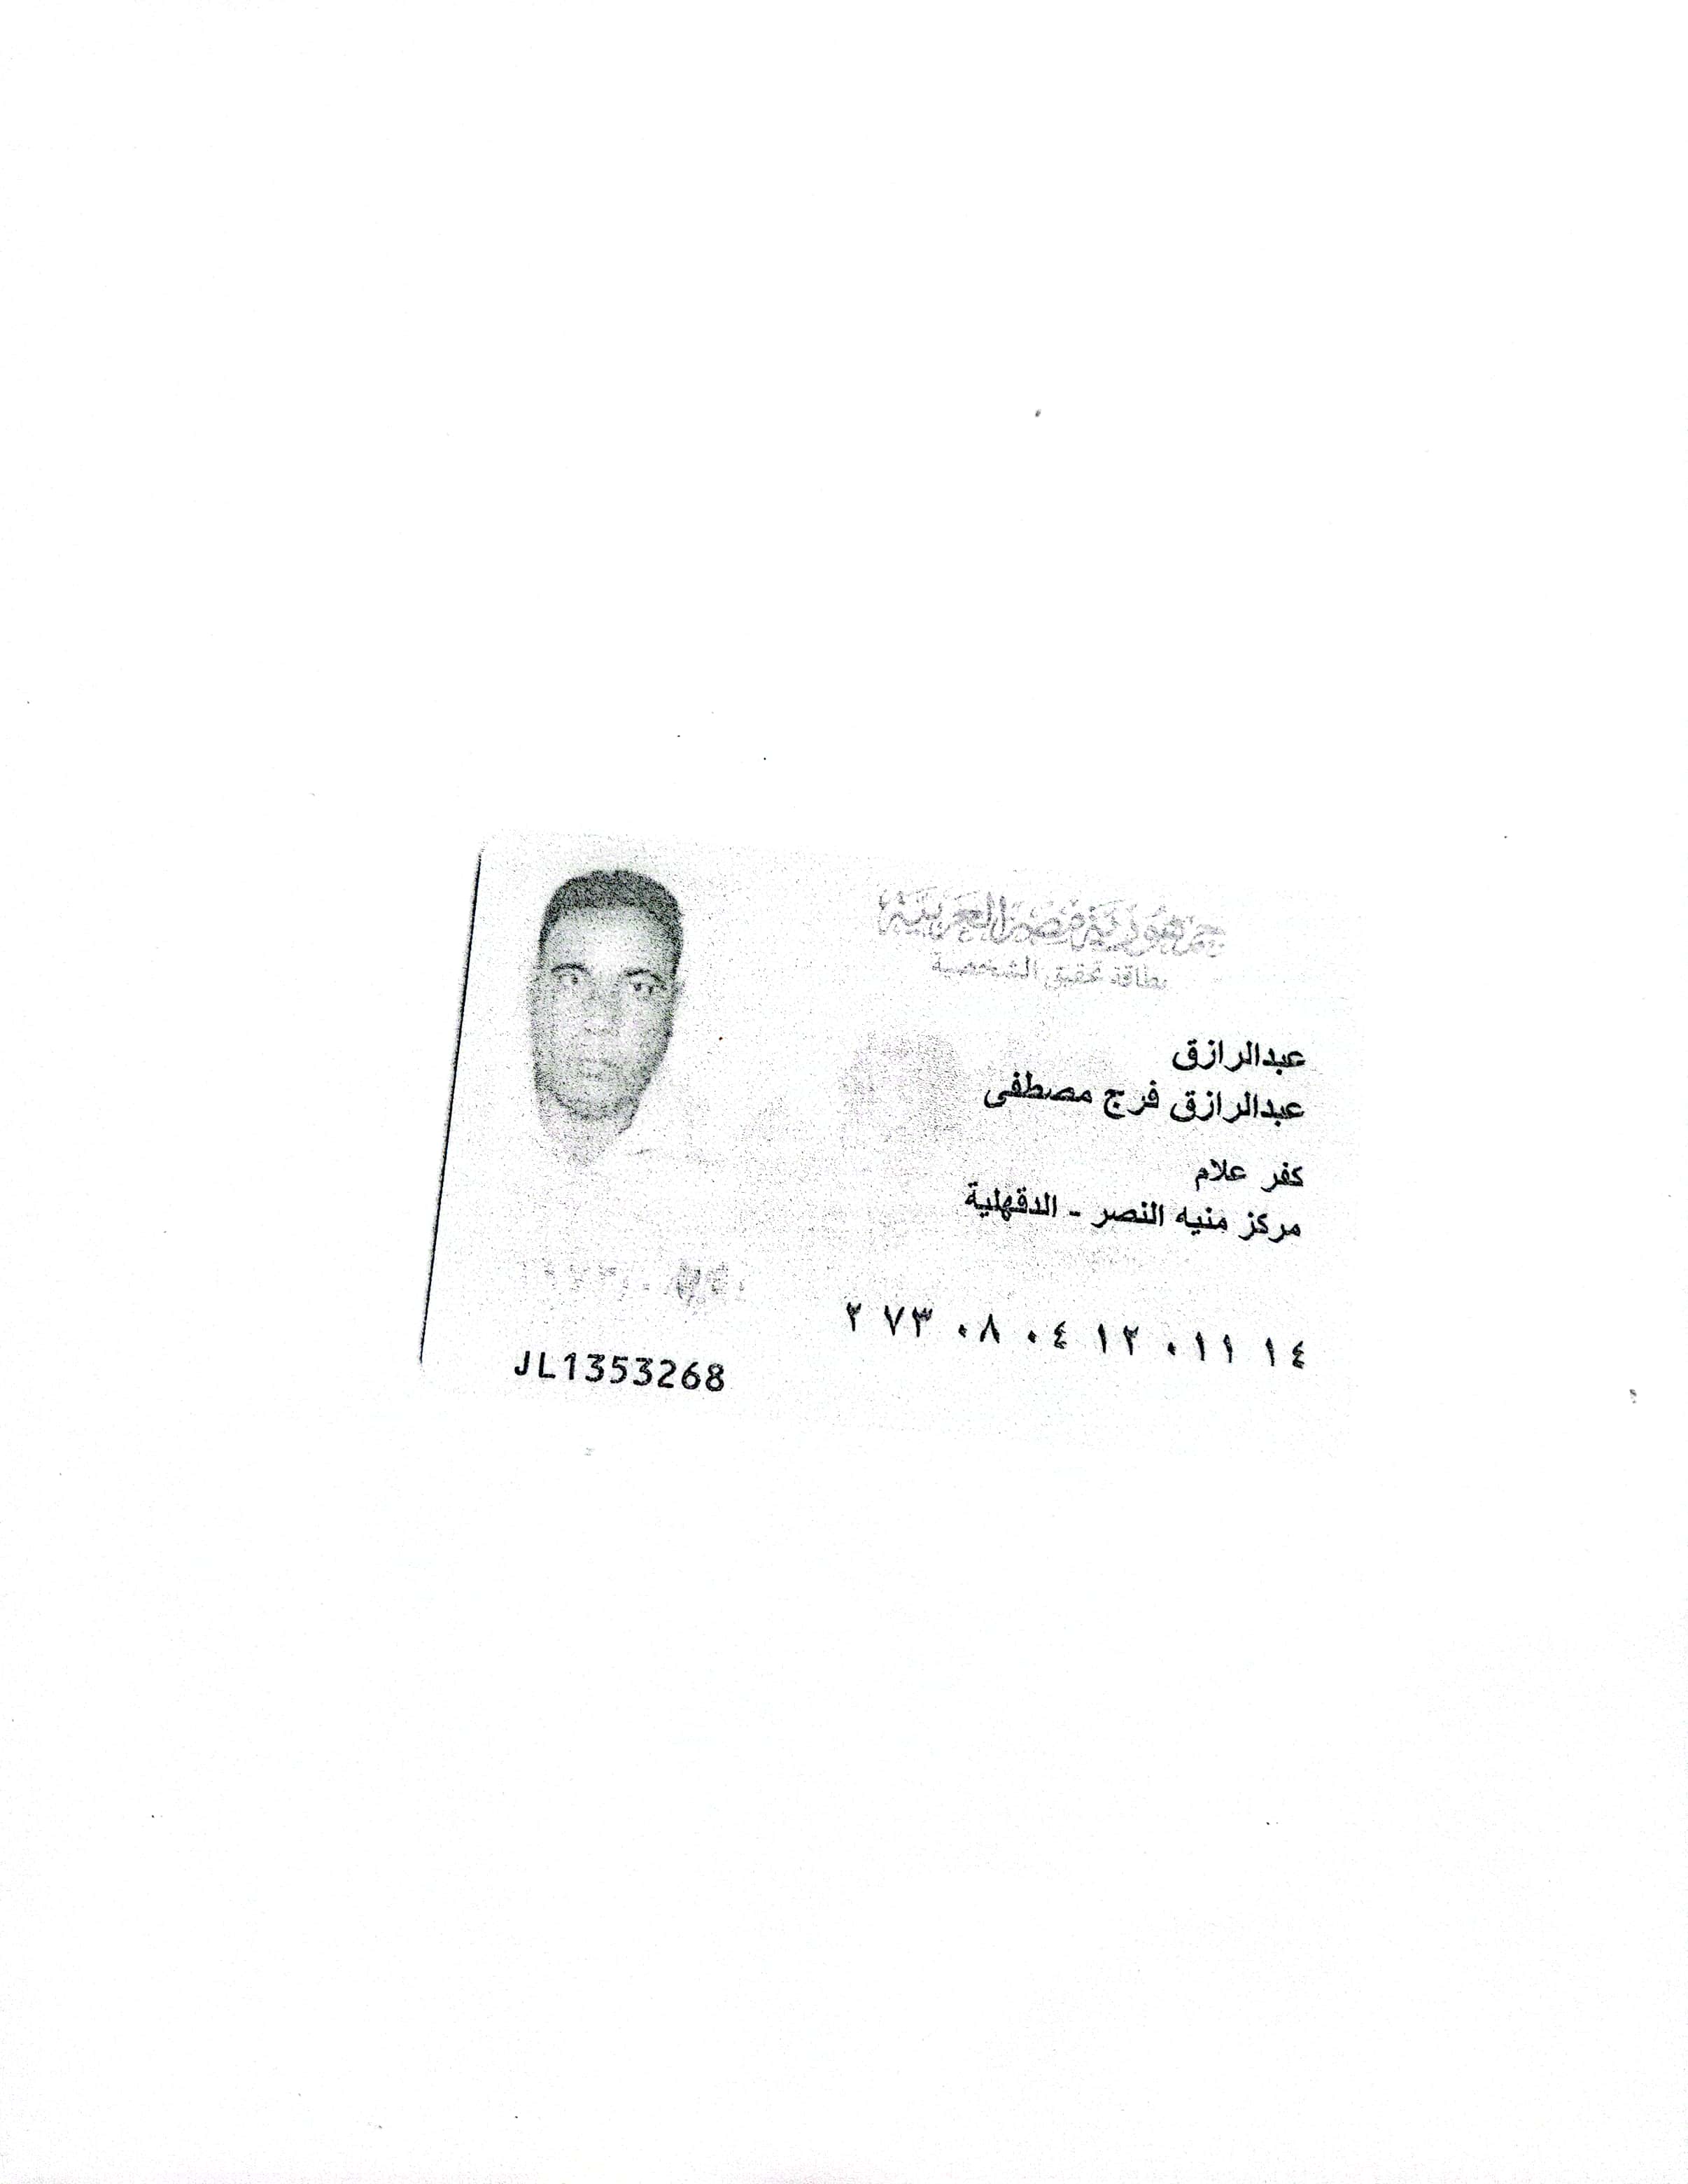 جمهورية مصر العربية
بطاقة تحقيق الشخصية
عبدالرازق
عبدالرازق فرج مصطفى
كفر علام
مركز منيه النصر - الدقهلية
٢ ٧٣ ٠٨ ٠٤ ١٢ ٠١١ ١٤
JL1353268